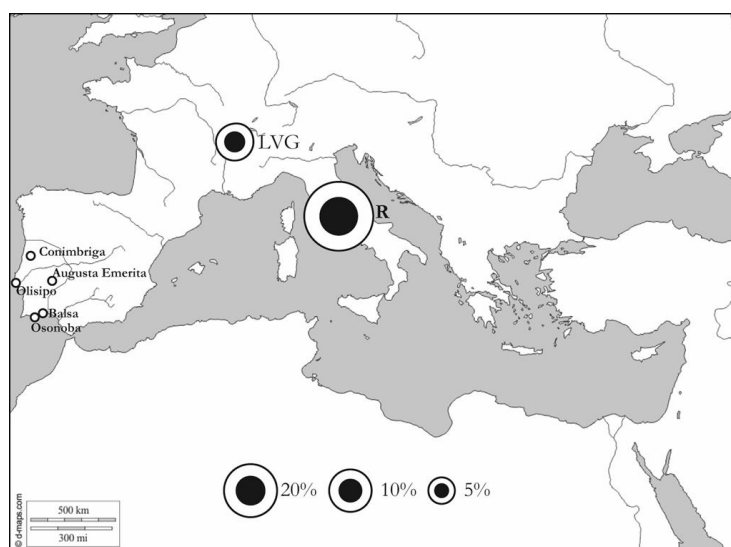 LVG
R
Conimbriga
Augusta Emerita
Olisipo
Balsa
Osonoba
20%
10%
5%
500 km
300 mi
© d-maps.com